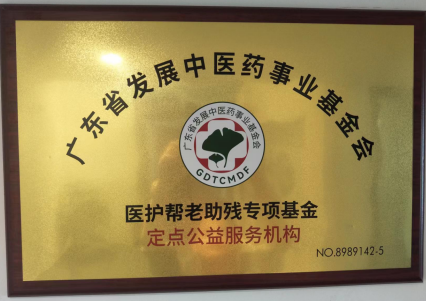 广东省发展中医药事业基金会
广东省发展中医药事业基金会
GDTCMDF
医护帮老助残专项基金
定点公益服务机构
NO.8989142-5